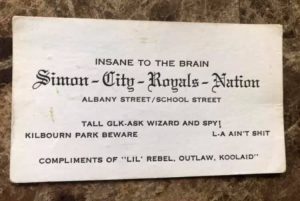 INSANE TO THE BRAIN
Simon-City-Royals-Nation
ALBANY STREET/SCHOOL STREET
TALL GLK-ASK WIZARD AND SPY!
KILBOURN PARK BEWARE L-A AIN'T $HIT
COMPLIMENTS OF "LIL' REBEL, OUTLAW, KOOLAID"